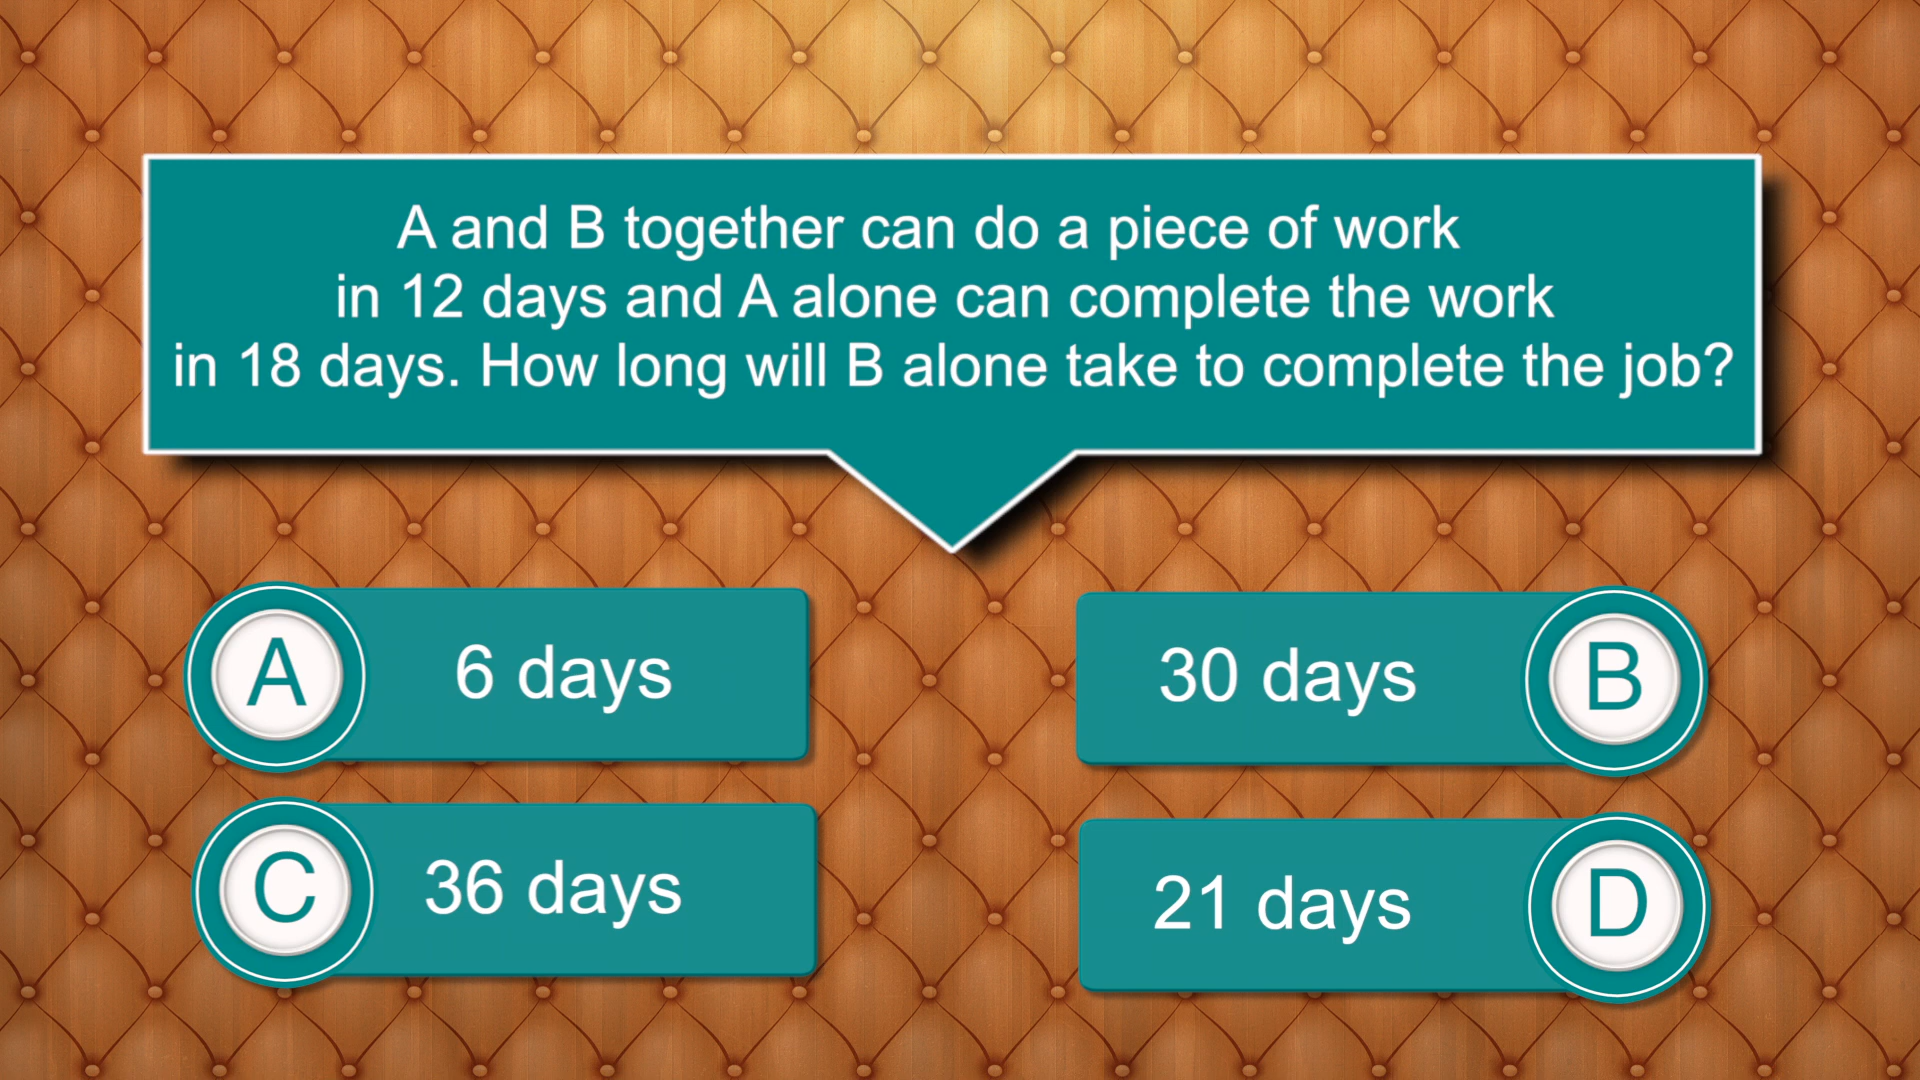 A and B together can do a piece of work
in 12 days and A alone can complete the work
in 18 days. How long will B alone take to complete the job?
A 6 days
30 days B
C 36 days
21 days D